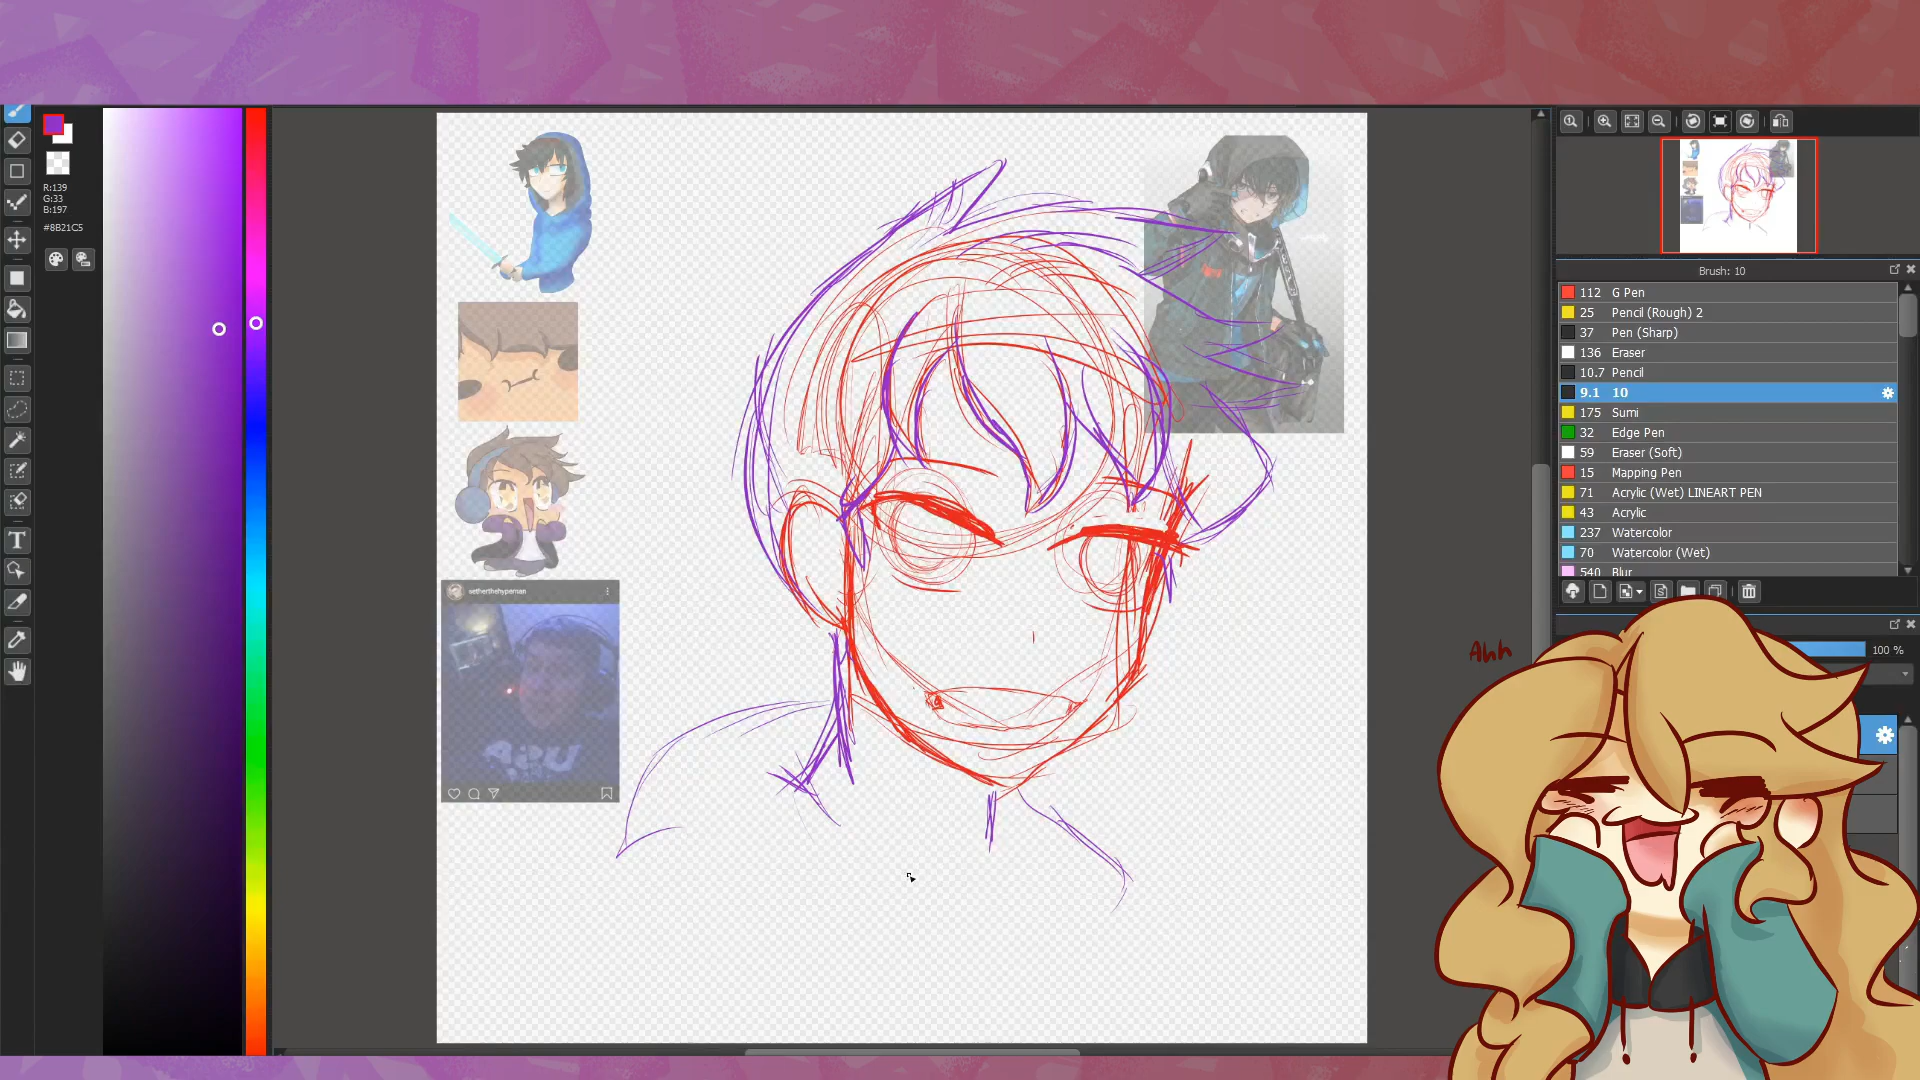 R:139
G:33
B:197
#8B21C5
setherthehypeman
Brush: 10
112 G Pen
25 Pencil (Rough) 2
37 Pen (Sharp)
136 Eraser
10.7 Pencil
9.1 10
175 Sumi
32 Edge Pen
59 Eraser (Soft)
15 Mapping Pen
71 Acrylic (Wet) LINEART PEN
43 Acrylic
237 Watercolor
70 Watercolor (Wet)
540 Blur
100 %
Ahh
T